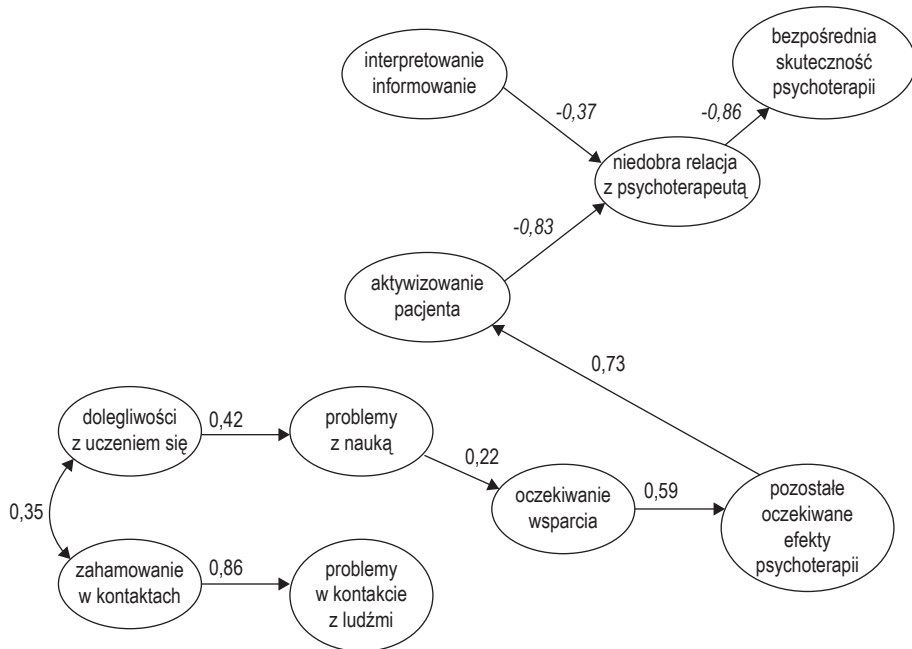 interpretowanie
informowanie
bezpośrednia
skuteczność
psychoterapii
-0,37
-0,86
niedobra relacja
z psychoterapeutą
-0,83
aktywizowanie
pacjenta
0,73
dolegliwości
z uczeniem się
0,42
problemy
z nauką
0,22
oczekiwanie
wsparcia
0,59
pozostałe
oczekiwane
efekty
psychoterapii
0,35
zahamowanie
w kontaktach
0,86
problemy
w kontakcie
z ludźmi